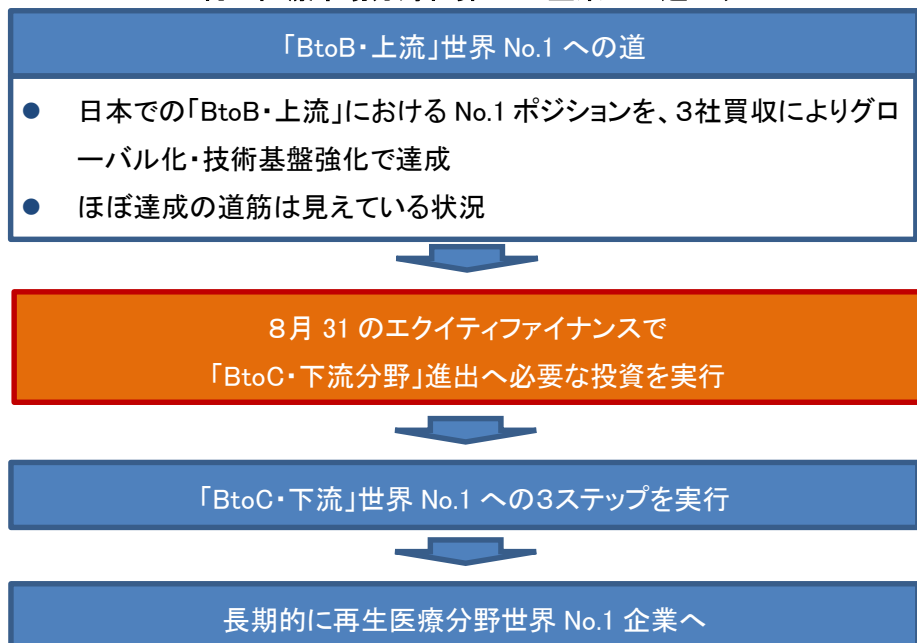 「BtoB・上流」世界 No.1 への道
● 日本での「BtoB・上流」における No.1 ポジションを、３社買収によりグロ
ーバル化・技術基盤強化で達成
● ほぼ達成の道筋は見えている状況
８月 31 のエクイティファイナンスで
「BtoC・下流分野」進出へ必要な投資を実行
「BtoC・下流」世界 No.1 への３ステップを実行
長期的に再生医療分野世界 No.1 企業へ